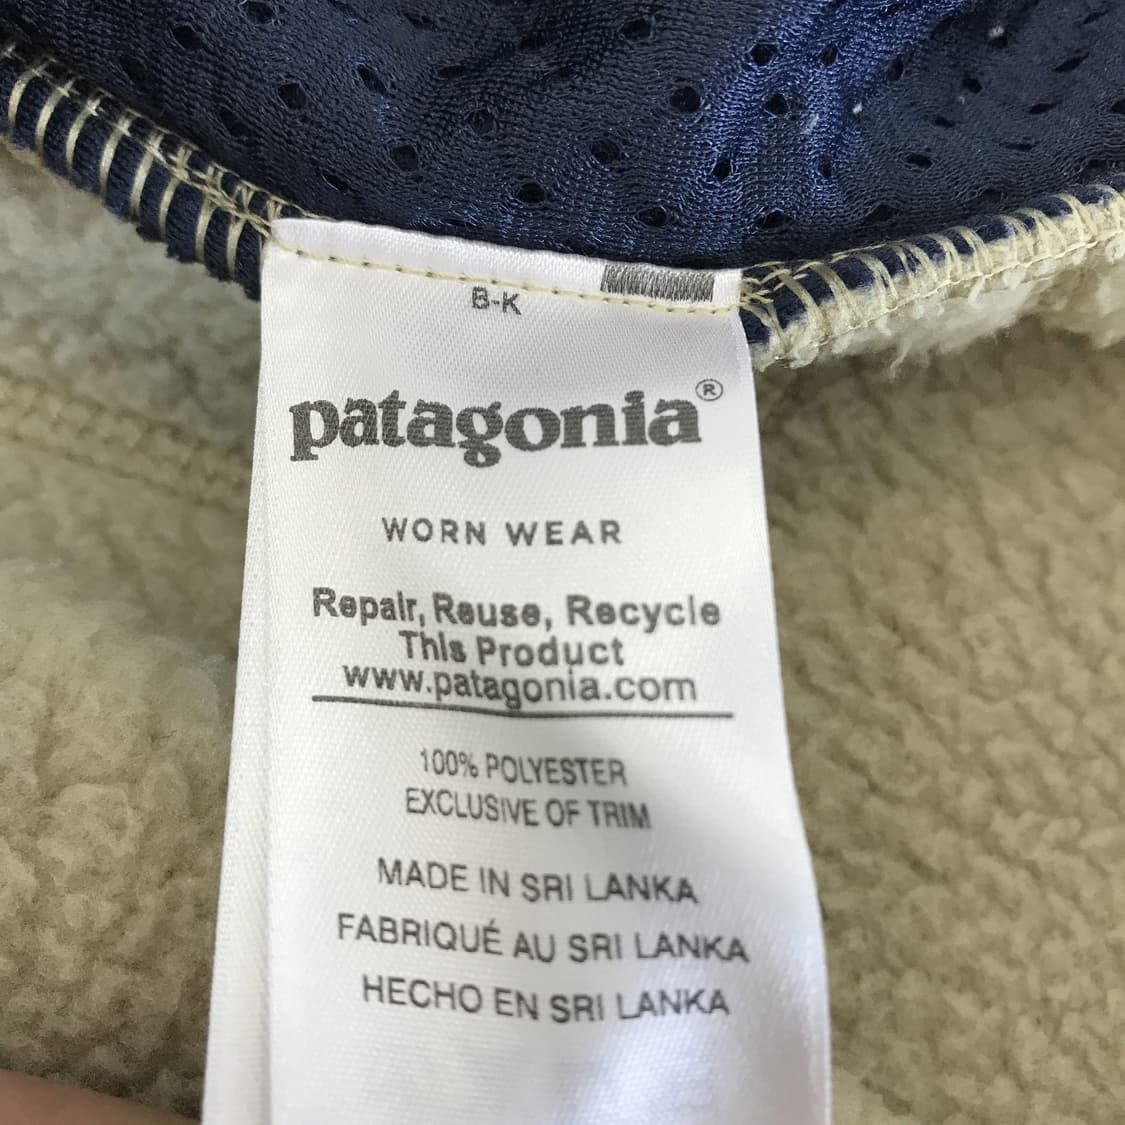 B-K
patagonia®
WORN WEAR
Repair, Reuse, Recycle
This Product
www.patagonia.com
100% POLYESTER
EXCLUSIVE OF TRIM
MADE IN SRI LANKA
FABRIQUÉ AU SRI LANKA
HECHO EN SRI LANKA